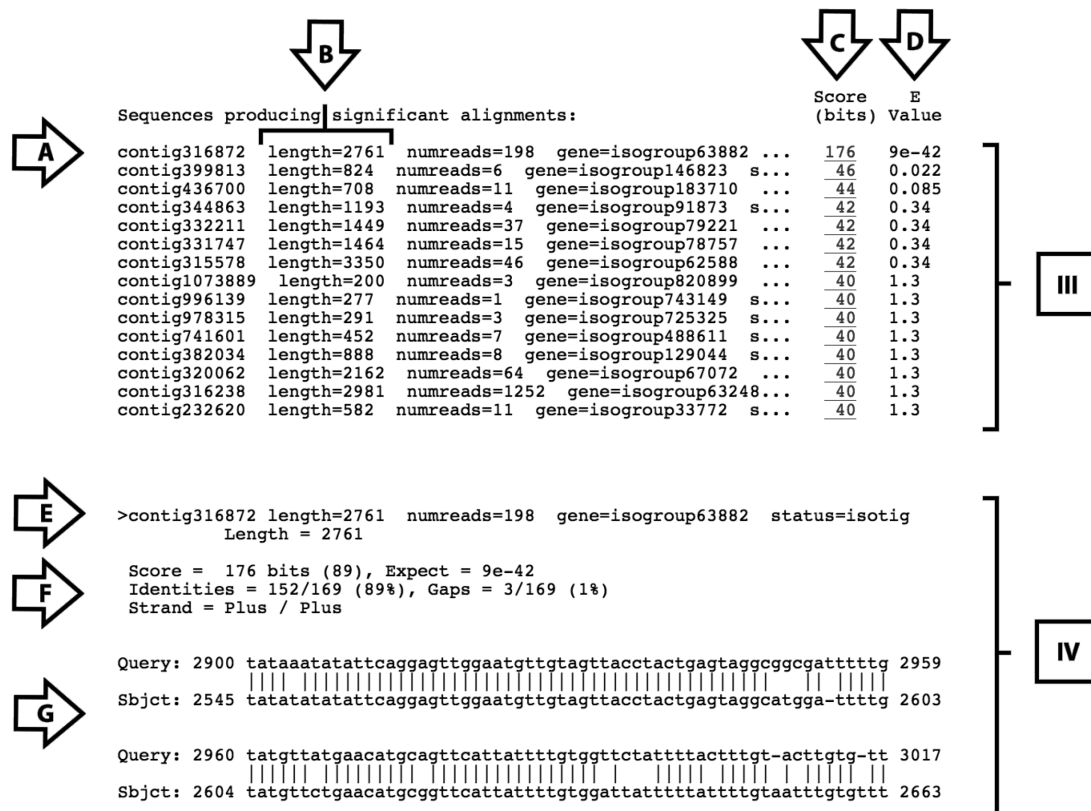 B
C
D
Score E
Sequences producing significant alignments: (bits) Value
A
contig316872 length=2761 numreads=198 gene=isogroup63882 ... 176 9e-42
contig399813 length=824 numreads=6 gene=isogroup146823 s... 46 0.022
contig436700 length=708 numreads=11 gene=isogroup183710 ... 44 0.085
contig344863 length=1193 numreads=4 gene=isogroup91873 s... 42 0.34
contig332211 length=1449 numreads=37 gene=isogroup79221 ... 42 0.34
contig331747 length=1464 numreads=15 gene=isogroup78757 ... 42 0.34
contig315578 length=3350 numreads=46 gene=isogroup62588 ... 42 0.34
contig1073889 length=200 numreads=3 gene=isogroup820899 ... 40 1.3
contig996139 length=277 numreads=1 gene=isogroup743149 s... 40 1.3
contig978315 length=291 numreads=3 gene=isogroup725325 s... 40 1.3
contig741601 length=452 numreads=7 gene=isogroup488611 s... 40 1.3
contig382034 length=888 numreads=8 gene=isogroup129044 s... 40 1.3
contig320062 length=2162 numreads=64 gene=isogroup67072 ... 40 1.3
contig316238 length=2981 numreads=1252 gene=isogroup63248... 40 1.3
contig232620 length=582 numreads=11 gene=isogroup33772 s... 40 1.3
III
E
>contig316872 length=2761 numreads=198 gene=isogroup63882 status=isotig
Length = 2761
F
Score = 176 bits (89), Expect = 9e-42
Identities = 152/169 (89%), Gaps = 3/169 (1%)
Strand = Plus / Plus
IV
G
Query: 2900 tataaatatattcaggagttggaatgttgtagttacctactgagtaggcggcgatttttg 2959
Sbjct: 2545 tatatatatattcaggagttggaatgttgtagttacctactgagtaggcatgga-ttttg 2603
Query: 2960 tatgttatgaacatgcagttcattattttgtggttctatttttactttgt-acttgtg-tt 3017
Sbjct: 2604 tatgttctgaacatgcggttcattattttgtggattatttttattttgtaatttgtgttt 2663